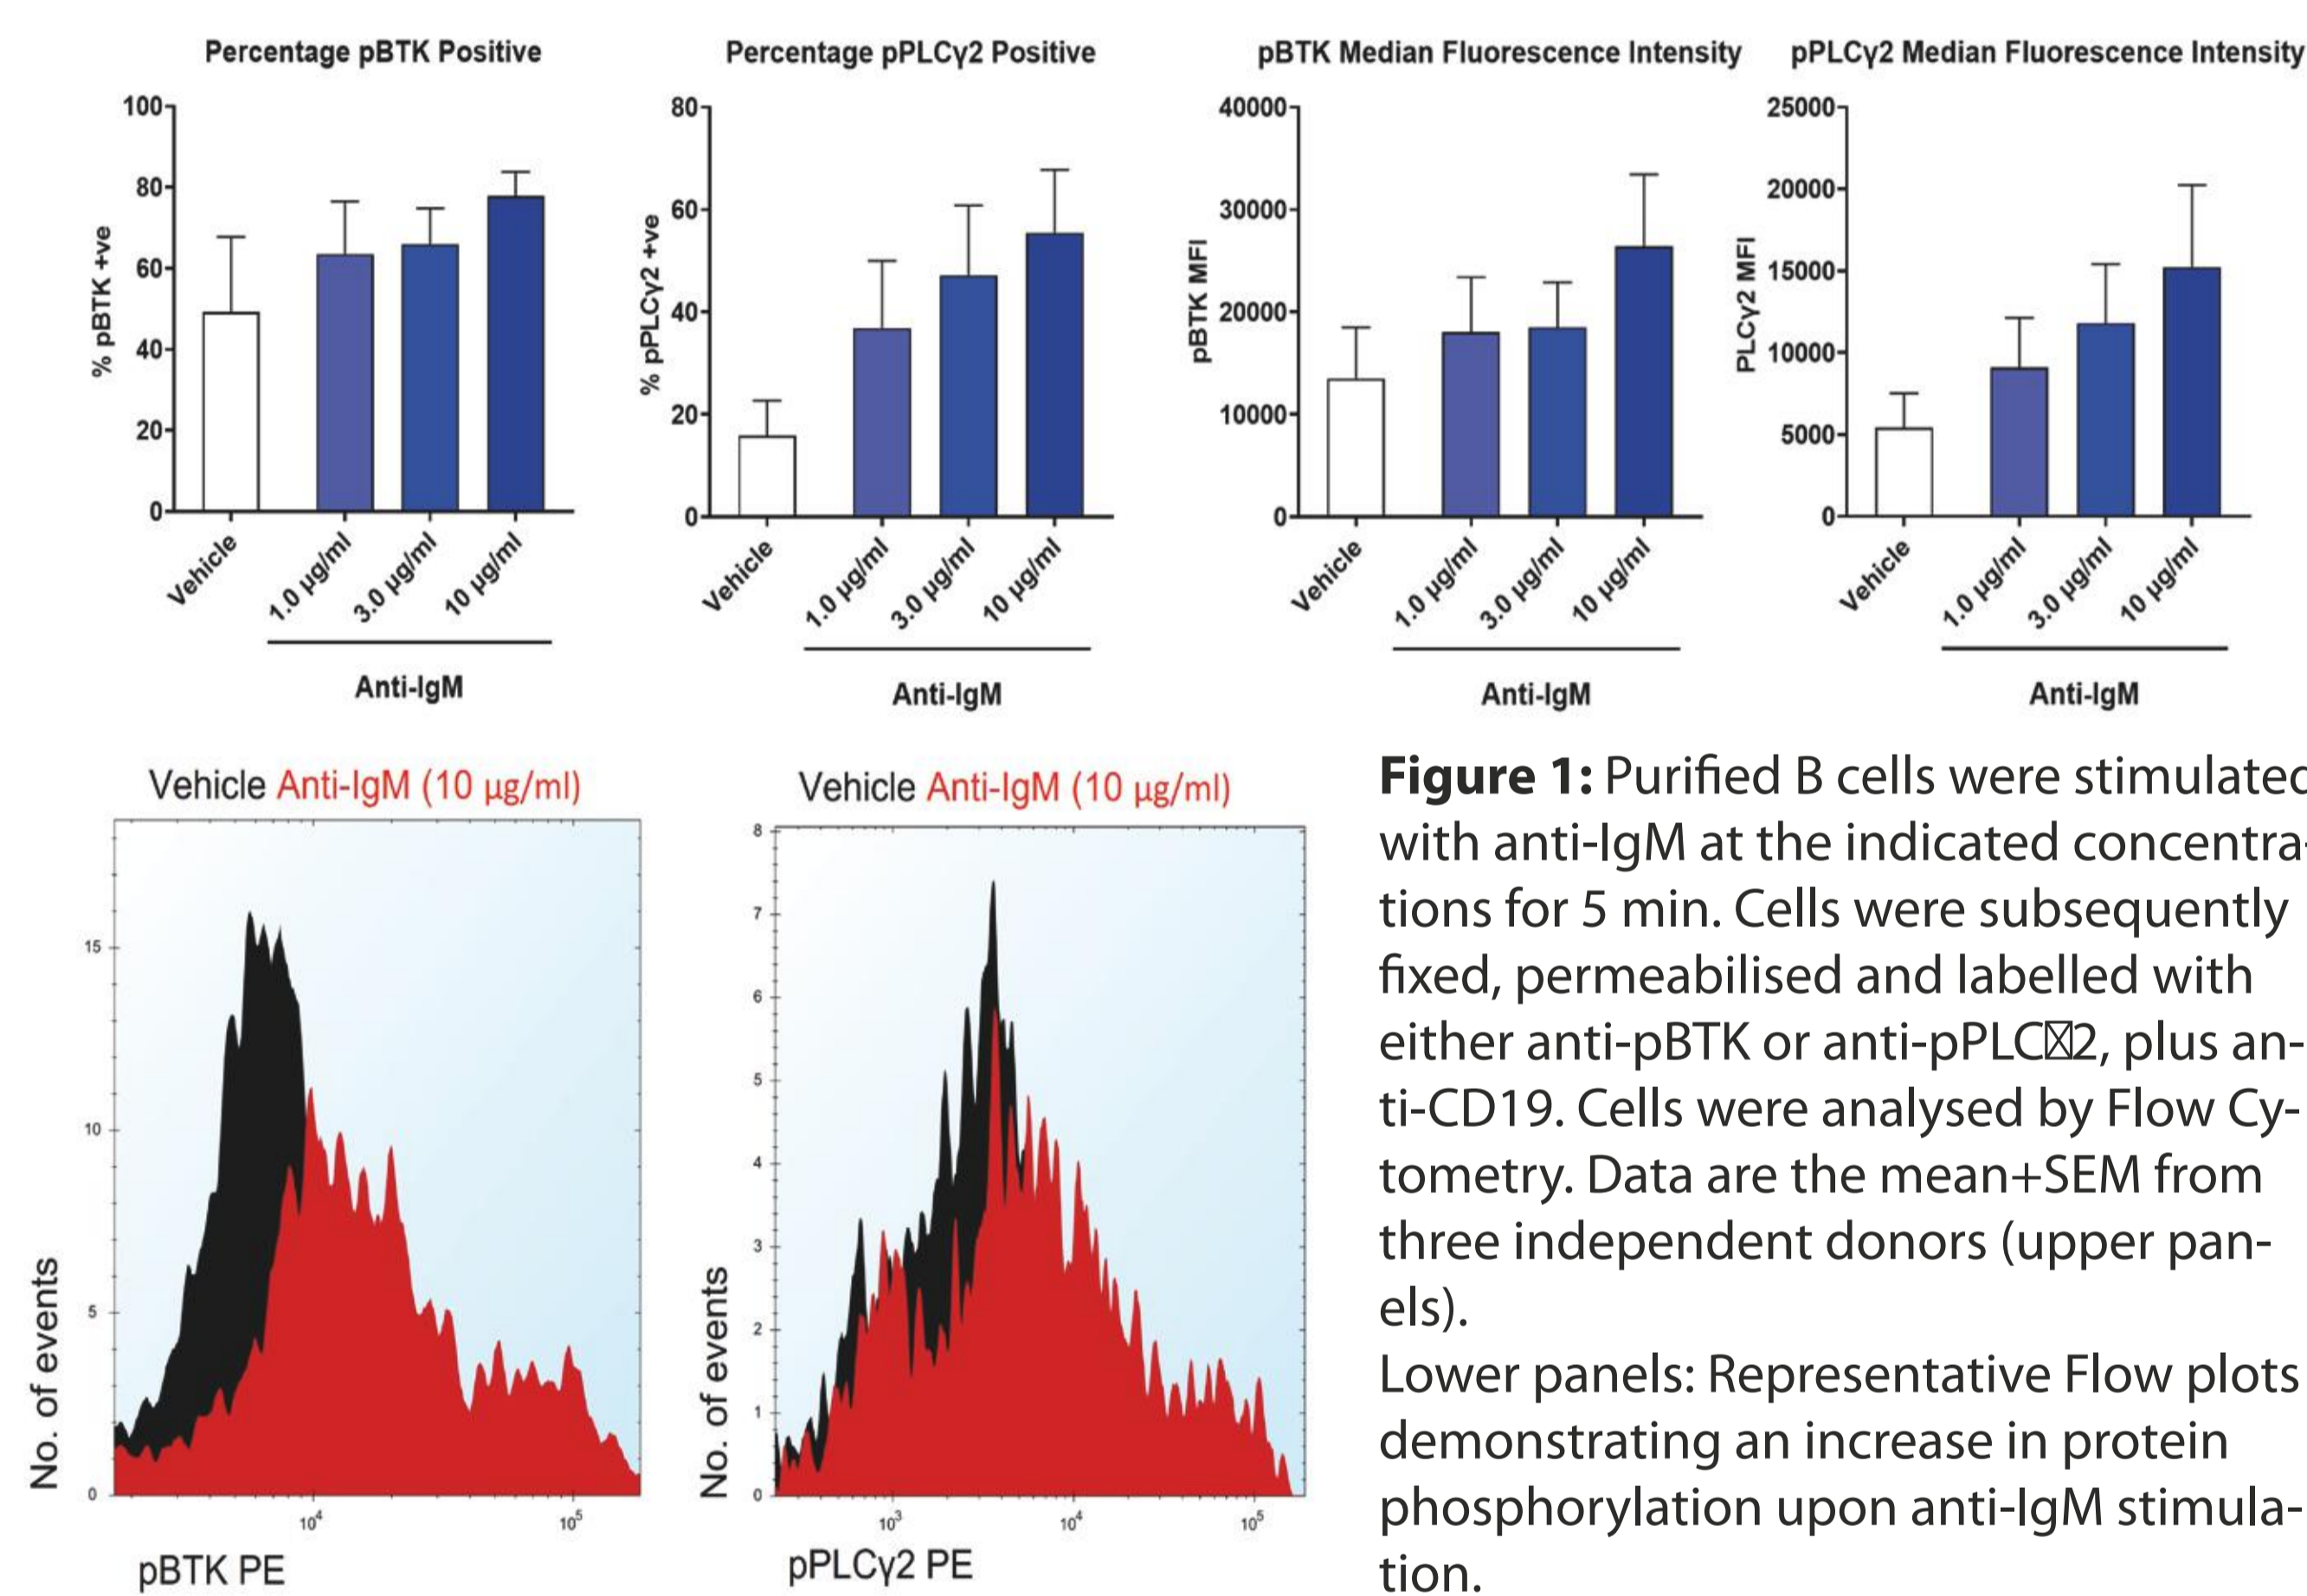 Percentage pBTK Positive
% pBTK +ve
100
80
60
40
20
0
Vehicle
1.0 µg/ml
3.0 µg/ml
10 µg/ml
Anti-IgM
Percentage pPLCγ2 Positive
% pPLCγ2 +ve
80
60
40
20
0
Vehicle
1.0 µg/ml
3.0 µg/ml
10 µg/ml
Anti-IgM
pBTK Median Fluorescence Intensity
pBTK MFI
40000
30000
20000
10000
0
Vehicle
1.0 µg/ml
3.0 µg/ml
10 µg/ml
Anti-IgM
pPLCγ2 Median Fluorescence Intensity
PLCγ2 MFI
25000
20000
15000
10000
5000
0
Vehicle
1.0 µg/ml
3.0 µg/ml
10 µg/ml
Anti-IgM
Vehicle Anti-IgM (10 µg/ml)
No. of events
15
10
5
0
10⁴
10⁵
pBTK PE
Vehicle Anti-IgM (10 µg/ml)
No. of events
8
7
6
5
4
3
2
1
0
10³
10⁴
10⁵
pPLCγ2 PE
Figure 1: Purified B cells were stimulated
with anti-IgM at the indicated concentra-
tions for 5 min. Cells were subsequently
fixed, permeabilised and labelled with
either anti-pBTK or anti-pPLC☒2, plus an-
ti-CD19. Cells were analysed by Flow Cy-
tometry. Data are the mean+SEM from
three independent donors (upper pan-
els).
Lower panels: Representative Flow plots
demonstrating an increase in protein
phosphorylation upon anti-IgM stimula-
tion.